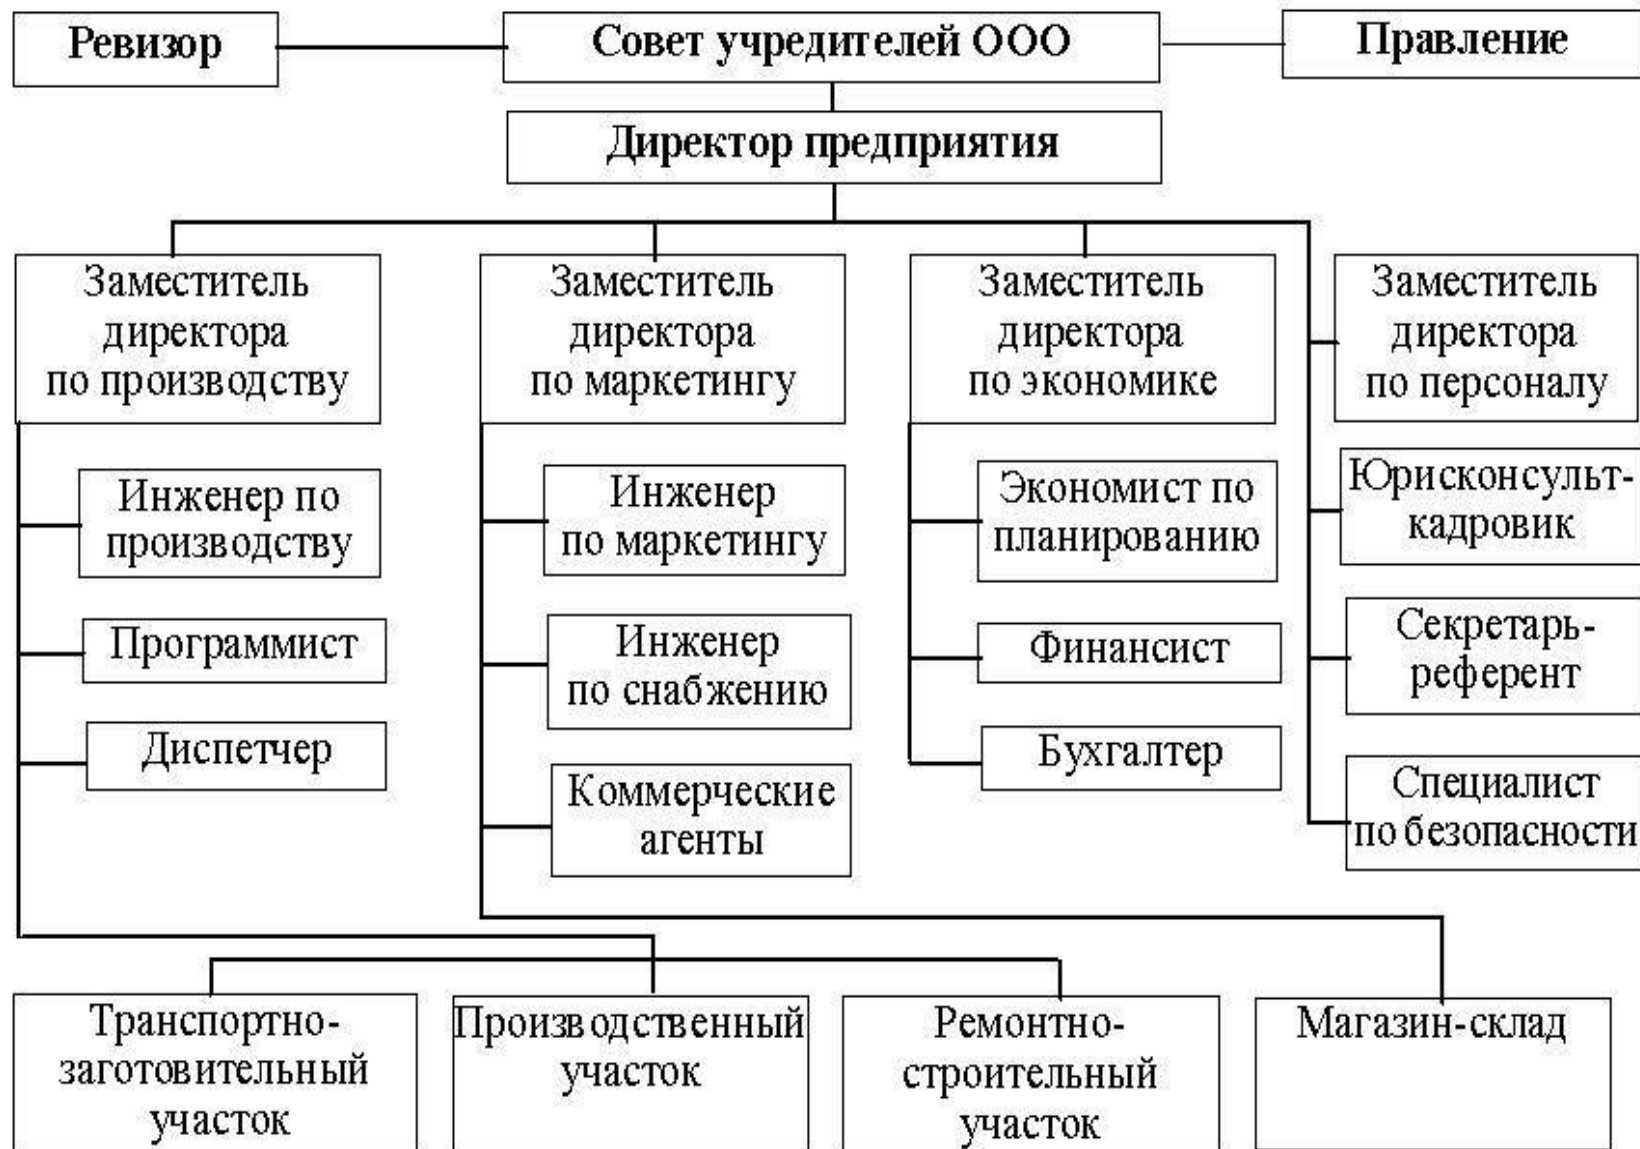 Ревизор
Совет учредителей ООО
Правление
Директор предприятия
Заместитель
директора
по производству
Заместитель
директора
по маркетингу
Заместитель
директора
по экономике
Заместитель
директора
по персоналу
Инженер по
производству
Инженер
по маркетингу
Экономист по
планированию
Юрисконсульт-
кадровик
Программист
Инженер
по снабжению
Финансист
Секретарь-
референт
Диспетчер
Коммерческие
агенты
Бухгалтер
Специалист
по безопасности
Транспортно-
заготовительный
участок
Производственный
участок
Ремонтно-
строительный
участок
Магазин-склад